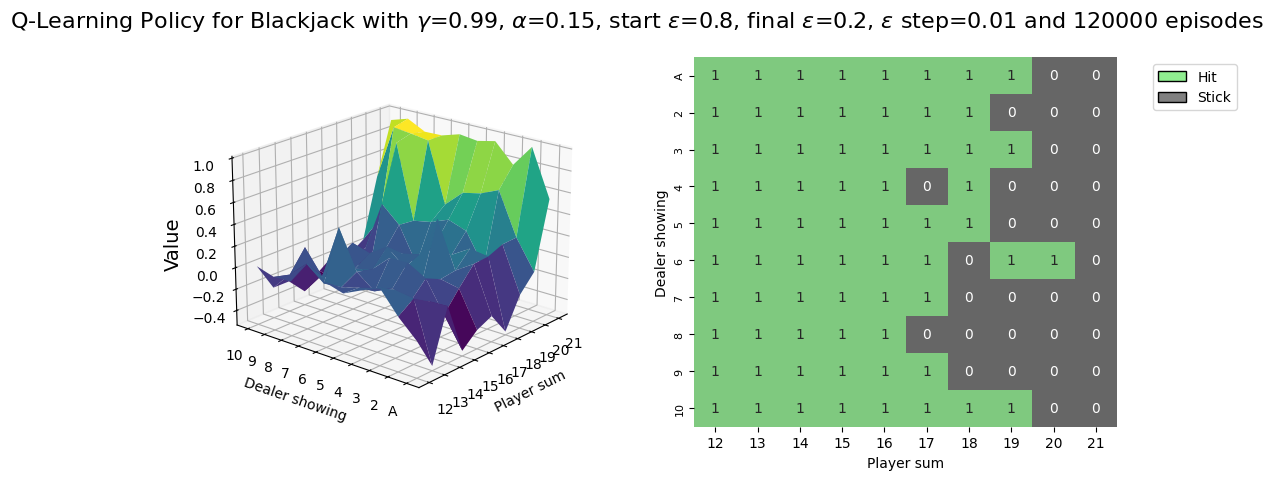 Q-Learning Policy for Blackjack with γ=0.99, α=0.15, start ε=0.8, final ε=0.2, ε step=0.01 and 120000 episodes
1.0
0.8
0.6
0.4
0.2
0.0
−0.2
−0.4
Value
10 9 8 7 6 5 4 3 2 A
Dealer showing
12 13 14 15 16 17 18 19 20 21
Player sum
Dealer showing
A 1 1 1 1 1 1 1 1 0 0
2 1 1 1 1 1 1 1 0 0 0
3 1 1 1 1 1 1 1 1 0 0
4 1 1 1 1 1 0 1 0 0 0
5 1 1 1 1 1 1 1 0 0 0
6 1 1 1 1 1 1 0 1 1 0
7 1 1 1 1 1 1 0 0 0 0
8 1 1 1 1 1 0 0 0 0 0
9 1 1 1 1 1 1 0 0 0 0
10 1 1 1 1 1 1 1 1 0 0
12 13 14 15 16 17 18 19 20 21
Player sum
Hit
Stick